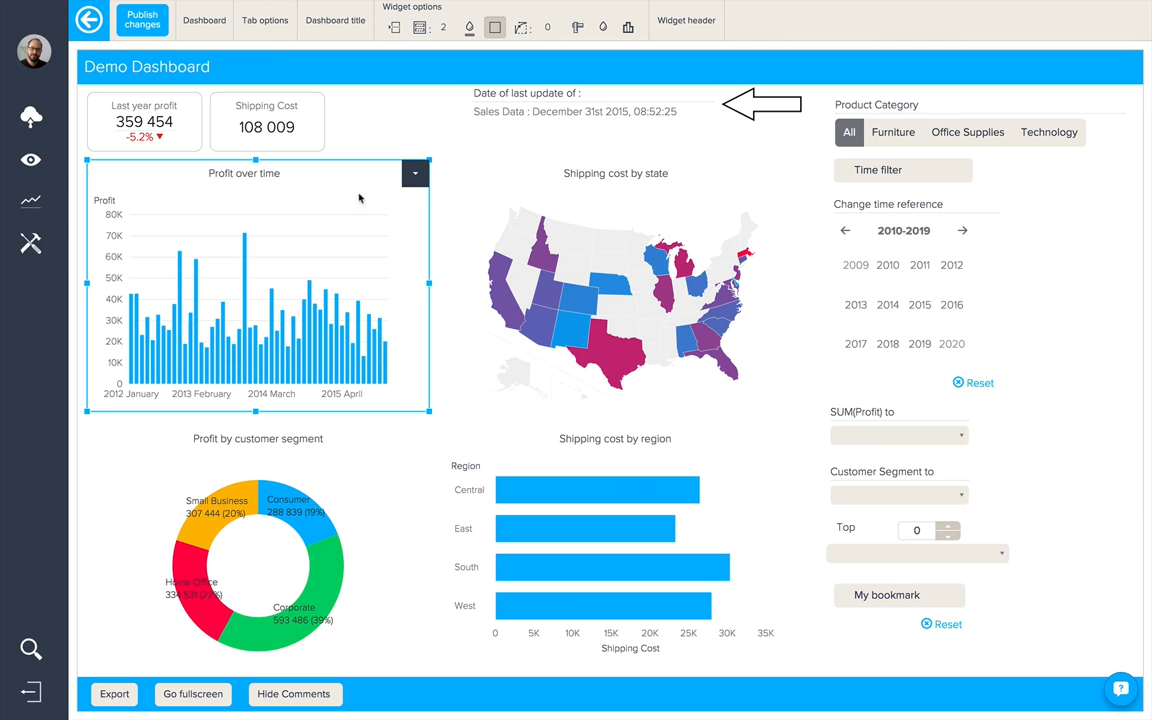 Publish
changes
Dashboard
Tab options
Dashboard title
Widget options
2
0
Widget header
Demo Dashboard
Last year profit
359 454
-5.2%
Shipping Cost
108 009
Date of last update of :
Sales Data : December 31st 2015, 08:52:25
Product Category
All
Furniture
Office Supplies
Technology
Time filter
Change time reference
2010-2019
2009 2010 2011 2012
2013 2014 2015 2016
2017 2018 2019 2020
Reset
SUM(Profit) to
Customer Segment to
Top
0
My bookmark
Reset
Profit over time
Profit
80K
70K
60K
50K
40K
30K
20K
10K
0
2012 January 2013 February 2014 March 2015 April
Shipping cost by state
Profit by customer segment
Small Business
307 444 (20%)
Consumer
288 839 (19%)
Home Office
334 531 (22%)
Corporate
593 486 (39%)
Shipping cost by region
Region
Central
East
South
West
0 5K 10K 15K 20K 25K 30K 35K
Shipping Cost
Export
Go fullscreen
Hide Comments